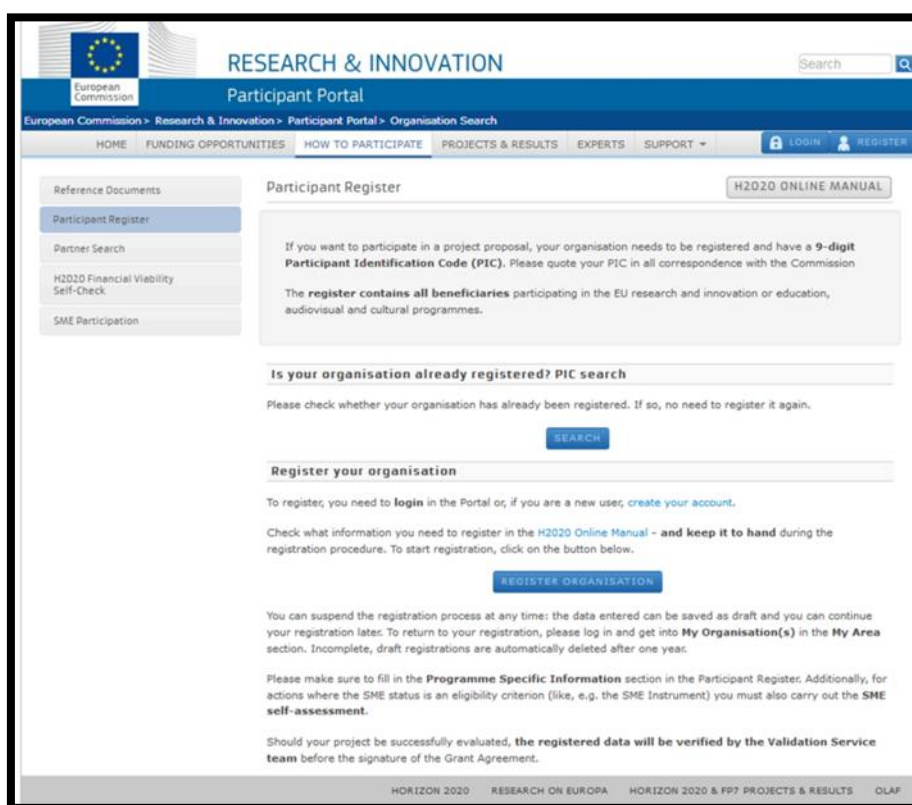 European
Commission
RESEARCH & INNOVATION
Participant Portal
Search
European Commission > Research & Innovation > Participant Portal > Organisation Search
HOME FUNDING OPPORTUNITIES HOW TO PARTICIPATE PROJECTS & RESULTS EXPERTS SUPPORT LOGIN REGISTER
Reference Documents
Participant Register
Partner Search
H2020 Financial Viability
Self-Check
SME Participation
Participant Register
H2020 ONLINE MANUAL
If you want to participate in a project proposal, your organisation needs to be registered and have a 9-digit
Participant Identification Code (PIC). Please quote your PIC in all correspondence with the Commission
The register contains all beneficiaries participating in the EU research and innovation or education,
audiovisual and cultural programmes.
Is your organisation already registered? PIC search
Please check whether your organisation has already been registered. If so, no need to register it again.
SEARCH
Register your organisation
To register, you need to login in the Portal or, if you are a new user, create your account.
Check what information you need to register in the H2020 Online Manual - and keep it to hand during the
registration procedure. To start registration, click on the button below.
REGISTER ORGANISATION
You can suspend the registration process at any time: the data entered can be saved as draft and you can continue
your registration later. To return to your registration, please log in and get into My Organisation(s) in the My Area
section. Incomplete, draft registrations are automatically deleted after one year.
Please make sure to fill in the Programme Specific Information section in the Participant Register. Additionally, for
actions where the SME status is an eligibility criterion (like, e.g. the SME Instrument) you must also carry out the SME
self-assessment.
Should your project be successfully evaluated, the registered data will be verified by the Validation Service
team before the signature of the Grant Agreement.
HORIZON 2020 RESEARCH ON EUROPA HORIZON 2020 & FP7 PROJECTS & RESULTS OLAF